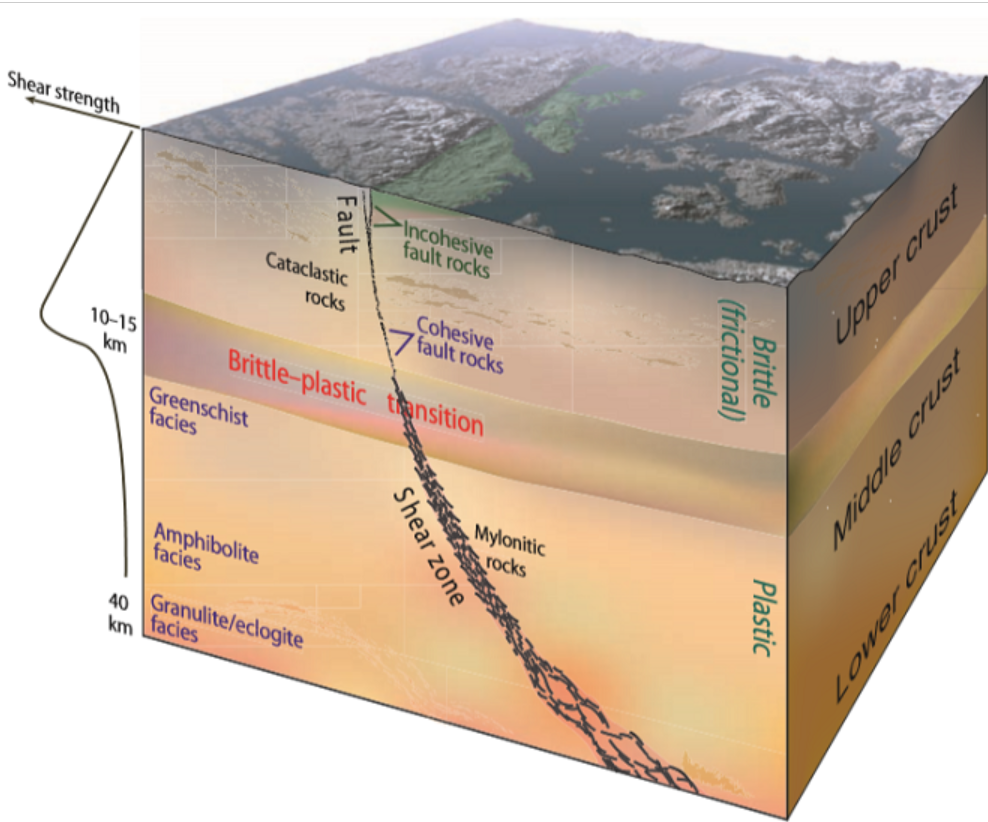 Shear strength
10–15
km
40
km
Fault
Incohesive
fault rocks
Cataclastic
rocks
Cohesive
fault rocks
Brittle–plastic transition
Greenschist
facies
Shear zone
Mylonitic
rocks
Amphibolite
facies
Granulite/eclogite
facies
Brittle
(frictional)
Plastic
Upper crust
Middle crust
Lower crust